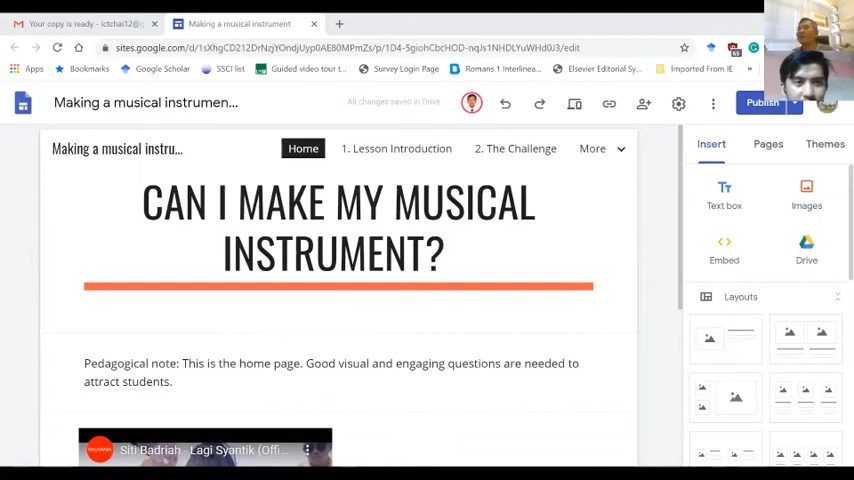 Your copy is ready - ictchai12@g
Making a musical instrument
sites.google.com/d/1sXhgCD212DrNzjYOndjUyp0AE80MPmZs/p/1D4-5giohCbcHOD-nqJs1NHDLYuWHd0J3/edit
65
Apps
Bookmarks
Google Scholar
SSCI list
Guided video tour t...
Survey Login Page
Romans 1 Interlinea...
Elsevier Editorial Sy...
Imported From IE
»
Making a musical instrumen...
All changes saved in Drive
Publish
Making a musical instru...
Home
1. Lesson Introduction
2. The Challenge
More
Insert
Pages
Themes
CAN I MAKE MY MUSICAL
INSTRUMENT?
Tт
Text box
Images
Embed
Drive
Layouts
Pedagogical note: This is the home page. Good visual and engaging questions are needed to
attract students.
Siti Badriah - Lagi Syantik (Offi...